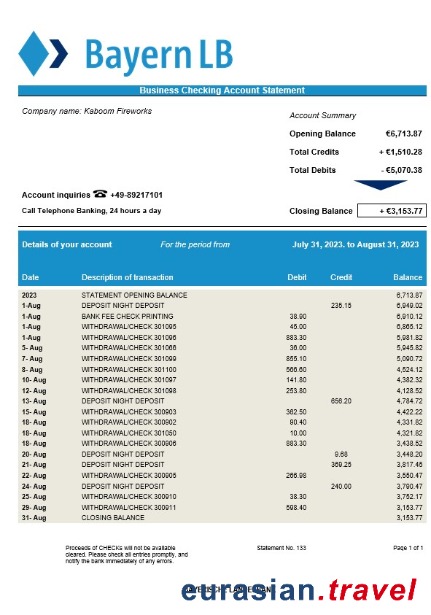 Bayern LB
Business Checking Account Statement
Company name: Kaboom Fireworks
Account Summary
Opening Balance €6,713.87
Total Credits + €1,510.28
Total Debits - €5,070.38
Account inquiries ☎ +49-89217101
Call Telephone Banking, 24 hours a day
Closing Balance + €3,153.77
Details of your account For the period from July 31, 2023. to August 31, 2023
Date Description of transaction Debit Credit Balance
2023 STATEMENT OPENING BALANCE 6,713.87
1-Aug DEPOSIT NIGHT DEPOSIT 235.15 6,949.02
1-Aug BANK FEE CHECK PRINTING 38.90 6,910.12
1-Aug WITHDRAWAL/CHECK 301095 45.00 6,865.12
1-Aug WITHDRAWAL/CHECK 301096 883.30 5,981.82
5- Aug WITHDRAWAL/CHECK 301066 36.00 5,945.82
7- Aug WITHDRAWAL/CHECK 301099 855.10 5,090.72
8- Aug WITHDRAWAL/CHECK 301100 566.60 4,524.12
10- Aug WITHDRAWAL/CHECK 301097 141.80 4,382.32
12- Aug WITHDRAWAL/CHECK 301098 253.80 4,128.52
13- Aug DEPOSIT NIGHT DEPOSIT 656.20 4,784.72
15- Aug WITHDRAWAL/CHECK 300903 362.50 4,422.22
18- Aug WITHDRAWAL/CHECK 300902 90.40 4,331.82
18- Aug WITHDRAWAL/CHECK 301050 10.00 4,321.82
18- Aug WITHDRAWAL/CHECK 300906 883.30 3,438.52
20- Aug DEPOSIT NIGHT DEPOSIT 9.68 3,448.20
21- Aug DEPOSIT NIGHT DEPOSIT 369.25 3,817.45
22- Aug WITHDRAWAL/CHECK 300905 266.98 3,550.47
24- Aug DEPOSIT NIGHT DEPOSIT 240.00 3,790.47
25- Aug WITHDRAWAL/CHECK 300910 38.30 3,752.17
29- Aug WITHDRAWAL/CHECK 300911 598.40 3,153.77
31- Aug CLOSING BALANCE 3,153.77
Proceeds of CHECKs will not be available
cleared. Please check all entries promptly, and
notify the bank immediately of any errors.
Statement No. 133
Page 1 of 1
eurasian.travel